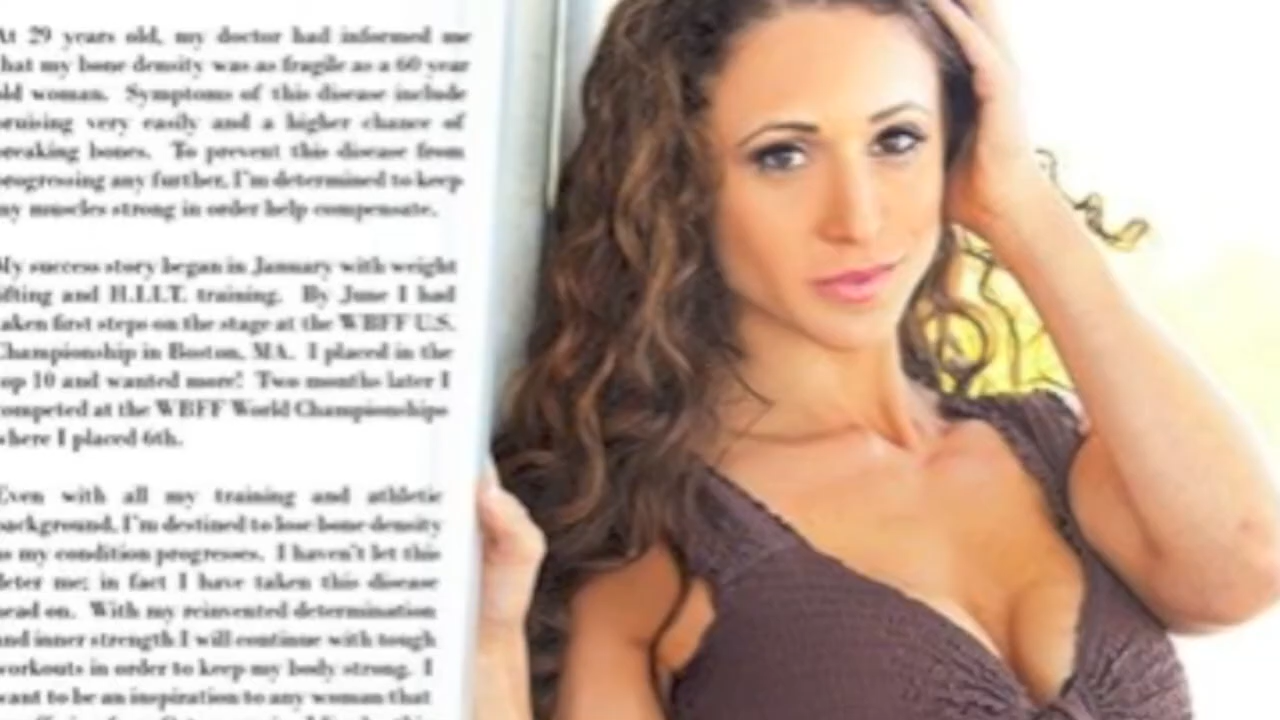 At 29 years old, my doctor had informed me
that my bone density was as fragile as a 60 year
old woman. Symptoms of this disease include
bruising very easily and a higher chance of
breaking bones. To prevent this disease from
progressing any further, I'm determined to keep
my muscles strong in order help compensate.
My success story began in January with weight
lifting and H.I.I.T. training. By June I had
taken first steps on the stage at the WBFF U.S.
Championship in Boston, MA. I placed in the
top 10 and wanted more! Two months later I
competed at the WBFF World Championships
where I placed 6th.
Even with all my training and athletic
background, I'm destined to lose bone density
as my condition progresses. I haven't let this
deter me; in fact I have taken this disease
head on. With my reinvented determination
and inner strength I will continue with tough
workouts in order to keep my body strong. I
want to be an inspiration to any woman that